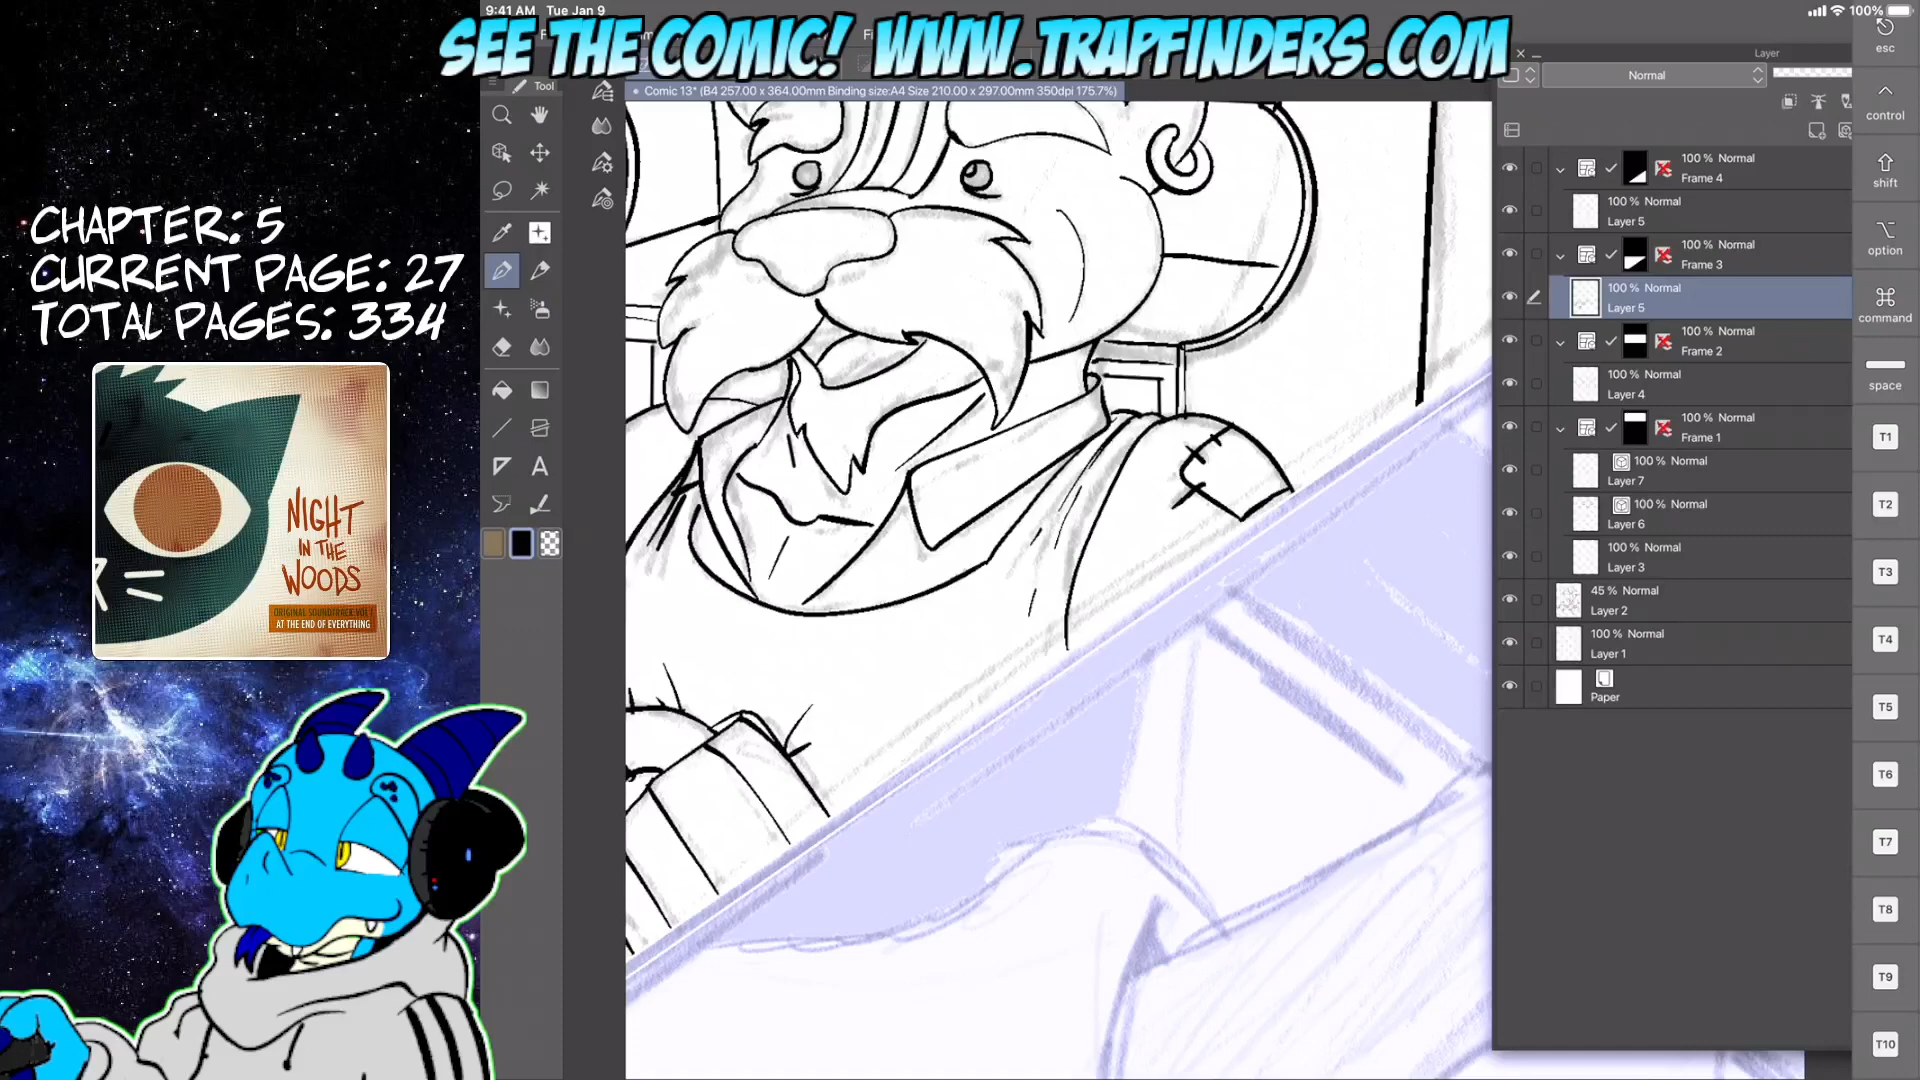 9:41 AM Tue Jan 9
100%
SEE THE COMIC! WWW.TRAPFINDERS.COM
CHAPTER: 5
CURRENT PAGE: 27
TOTAL PAGES: 334
NIGHT
IN THE
WOODS
ORIGINAL SOUNDTRACK VOL 1
AT THE END OF EVERYTHING
Tool
Comic 13* (B4 257.00 x 364.00mm Binding size:A4 Size 210.00 x 297.00mm 350dpi 175.7%)
A
Layer
Normal
100 % Normal
Frame 4
100 % Normal
Layer 5
100 % Normal
Frame 3
100 % Normal
Layer 5
100 % Normal
Frame 2
100 % Normal
Layer 4
100 % Normal
Frame 1
100 % Normal
Layer 7
100 % Normal
Layer 6
100 % Normal
Layer 3
45 % Normal
Layer 2
100 % Normal
Layer 1
Paper
esc
control
shift
option
command
space
T1
T2
T3
T4
T5
T6
T7
T8
T9
T10